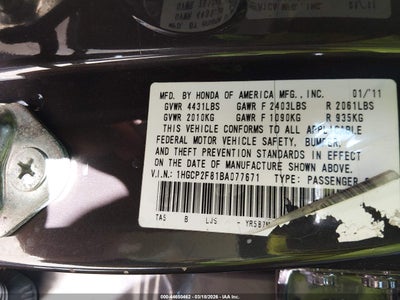 MFD. BY HONDA OF AMERICA MFG., INC. 01/11
GVWR 4431LBS GAWR F 2403LBS R 2061LBS
GVWR 2010KG GAWR F 1090KG R 935KG
THIS VEHICLE CONFORMS TO ALL APPLICABLE
FEDERAL MOTOR VEHICLE SAFETY, BUMPER,
AND THEFT PREVENTION STANDARDS IN EFFECT
ON THE DATE OF MANUFACTURE SHOWN ABOVE.
V.I.N: 1HGCP2F81BA077671 TYPE: PASSENGER
TA5 B LJS
000 - 44650462 - 03/18/2026 - IAA Inc.